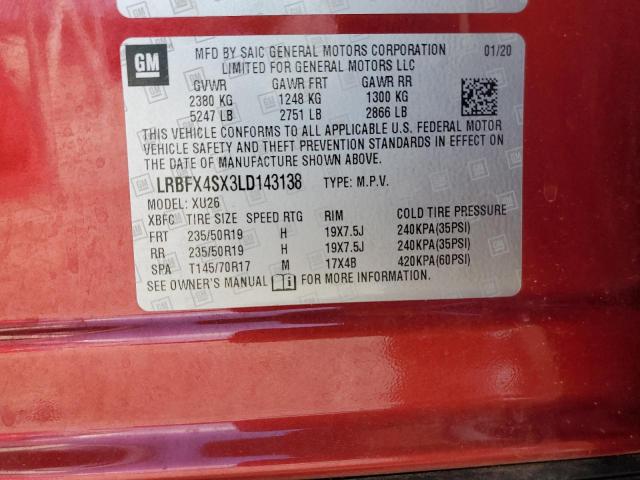 GM
MFD BY SAIC GENERAL MOTORS CORPORATION 01/20
LIMITED FOR GENERAL MOTORS LLC
GVWR GAWR FRT GAWR RR
2380 KG 1248 KG 1300 KG
5247 LB 2751 LB 2866 LB
THIS VEHICLE CONFORMS TO ALL APPLICABLE U.S. FEDERAL MOTOR
VEHICLE SAFETY AND THEFT PREVENTION STANDARDS IN EFFECT ON
THE DATE OF MANUFACTURE SHOWN ABOVE.
LRBFX4SX3LD143138 TYPE: M.P.V.
MODEL: XU26
XBFC TIRE SIZE SPEED RTG RIM COLD TIRE PRESSURE
FRT 235/50R19 H 19X7.5J 240KPA(35PSI)
RR 235/50R19 H 19X7.5J 240KPA(35PSI)
SPA T145/70R17 M 17X4B 420KPA(60PSI)
SEE OWNER'S MANUAL i FOR MORE INFORMATION